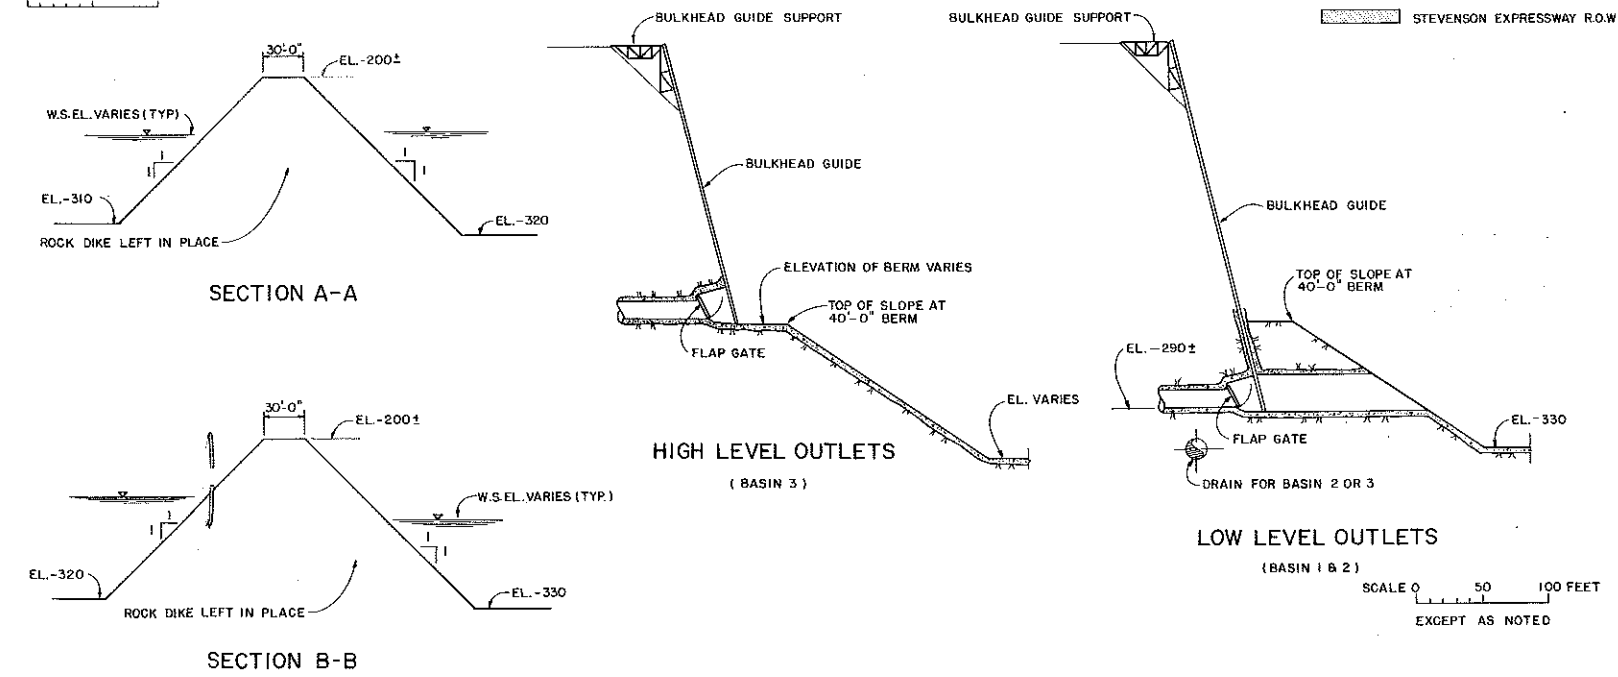 STEVENSON EXPRESSWAY R.O.W
30'-0"
EL.-200±
W.S.EL.VARIES (TYP)
1
1
1
1
EL.-310
EL.-320
ROCK DIKE LEFT IN PLACE
SECTION A-A
30'-0"
EL.-200±
W.S.EL.VARIES (TYP.)
1
1
1
1
EL.-320
EL.-330
ROCK DIKE LEFT IN PLACE
SECTION B-B
BULKHEAD GUIDE SUPPORT
BULKHEAD GUIDE
ELEVATION OF BERM VARIES
TOP OF SLOPE AT
40'-0" BERM
FLAP GATE
EL. VARIES
HIGH LEVEL OUTLETS
( BASIN 3 )
BULKHEAD GUIDE SUPPORT
BULKHEAD GUIDE
TOP OF SLOPE AT
40'-0" BERM
EL.-290±
FLAP GATE
EL.-330
DRAIN FOR BASIN 2 OR 3
LOW LEVEL OUTLETS
(BASIN 1 & 2)
SCALE 0 50 100 FEET
EXCEPT AS NOTED